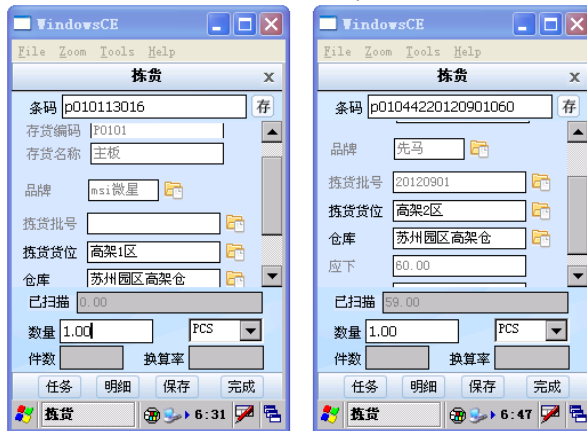 WindowsCE
File Zoom Tools Help
拣货 x
条码 p010113016 存
存货编码 P0101
存货名称 主板
品牌 msi微星
拣货批号
拣货货位 高架1区
仓库 苏州园区高架仓
已扫描 0.00
数量 1.00 PCS
件数 换算率
任务 明细 保存 完成
拣货 6:31
WindowsCE
File Zoom Tools Help
拣货 x
条码 p01044220120901060 存
品牌 先马
拣货批号 20120901
拣货货位 高架2区
仓库 苏州园区高架仓
应下 60.00
已扫描 59.00
数量 1.00 PCS
件数 换算率
任务 明细 保存 完成
拣货 6:47